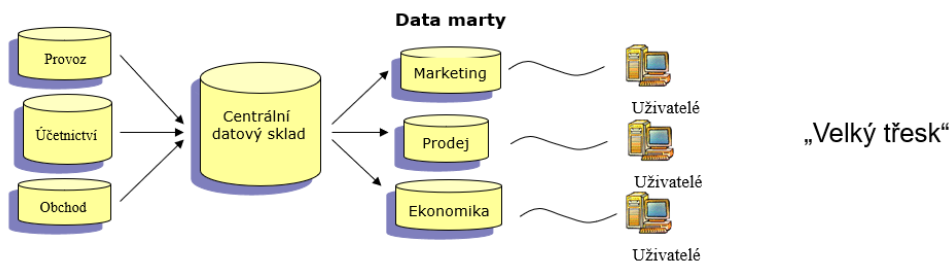 Data marty
Provoz
Účetnictví
Obchod
Centrální
datový sklad
Marketing
Prodej
Ekonomika
Uživatelé
Uživatelé
Uživatelé
„Velký třesk“